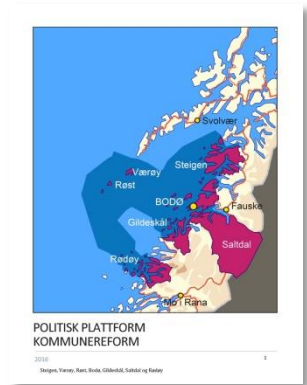 Svolvær
Steigen
Værøy
Røst
BODØ
Fauske
Gildeskål
Saltdal
Rødøy
Mo i Rana
POLITISK PLATTFORM
KOMMUNEREFORM
2016
Steigen, Værøy, Røst, Bodø, Gildeskål, Saltdal og Rødøy